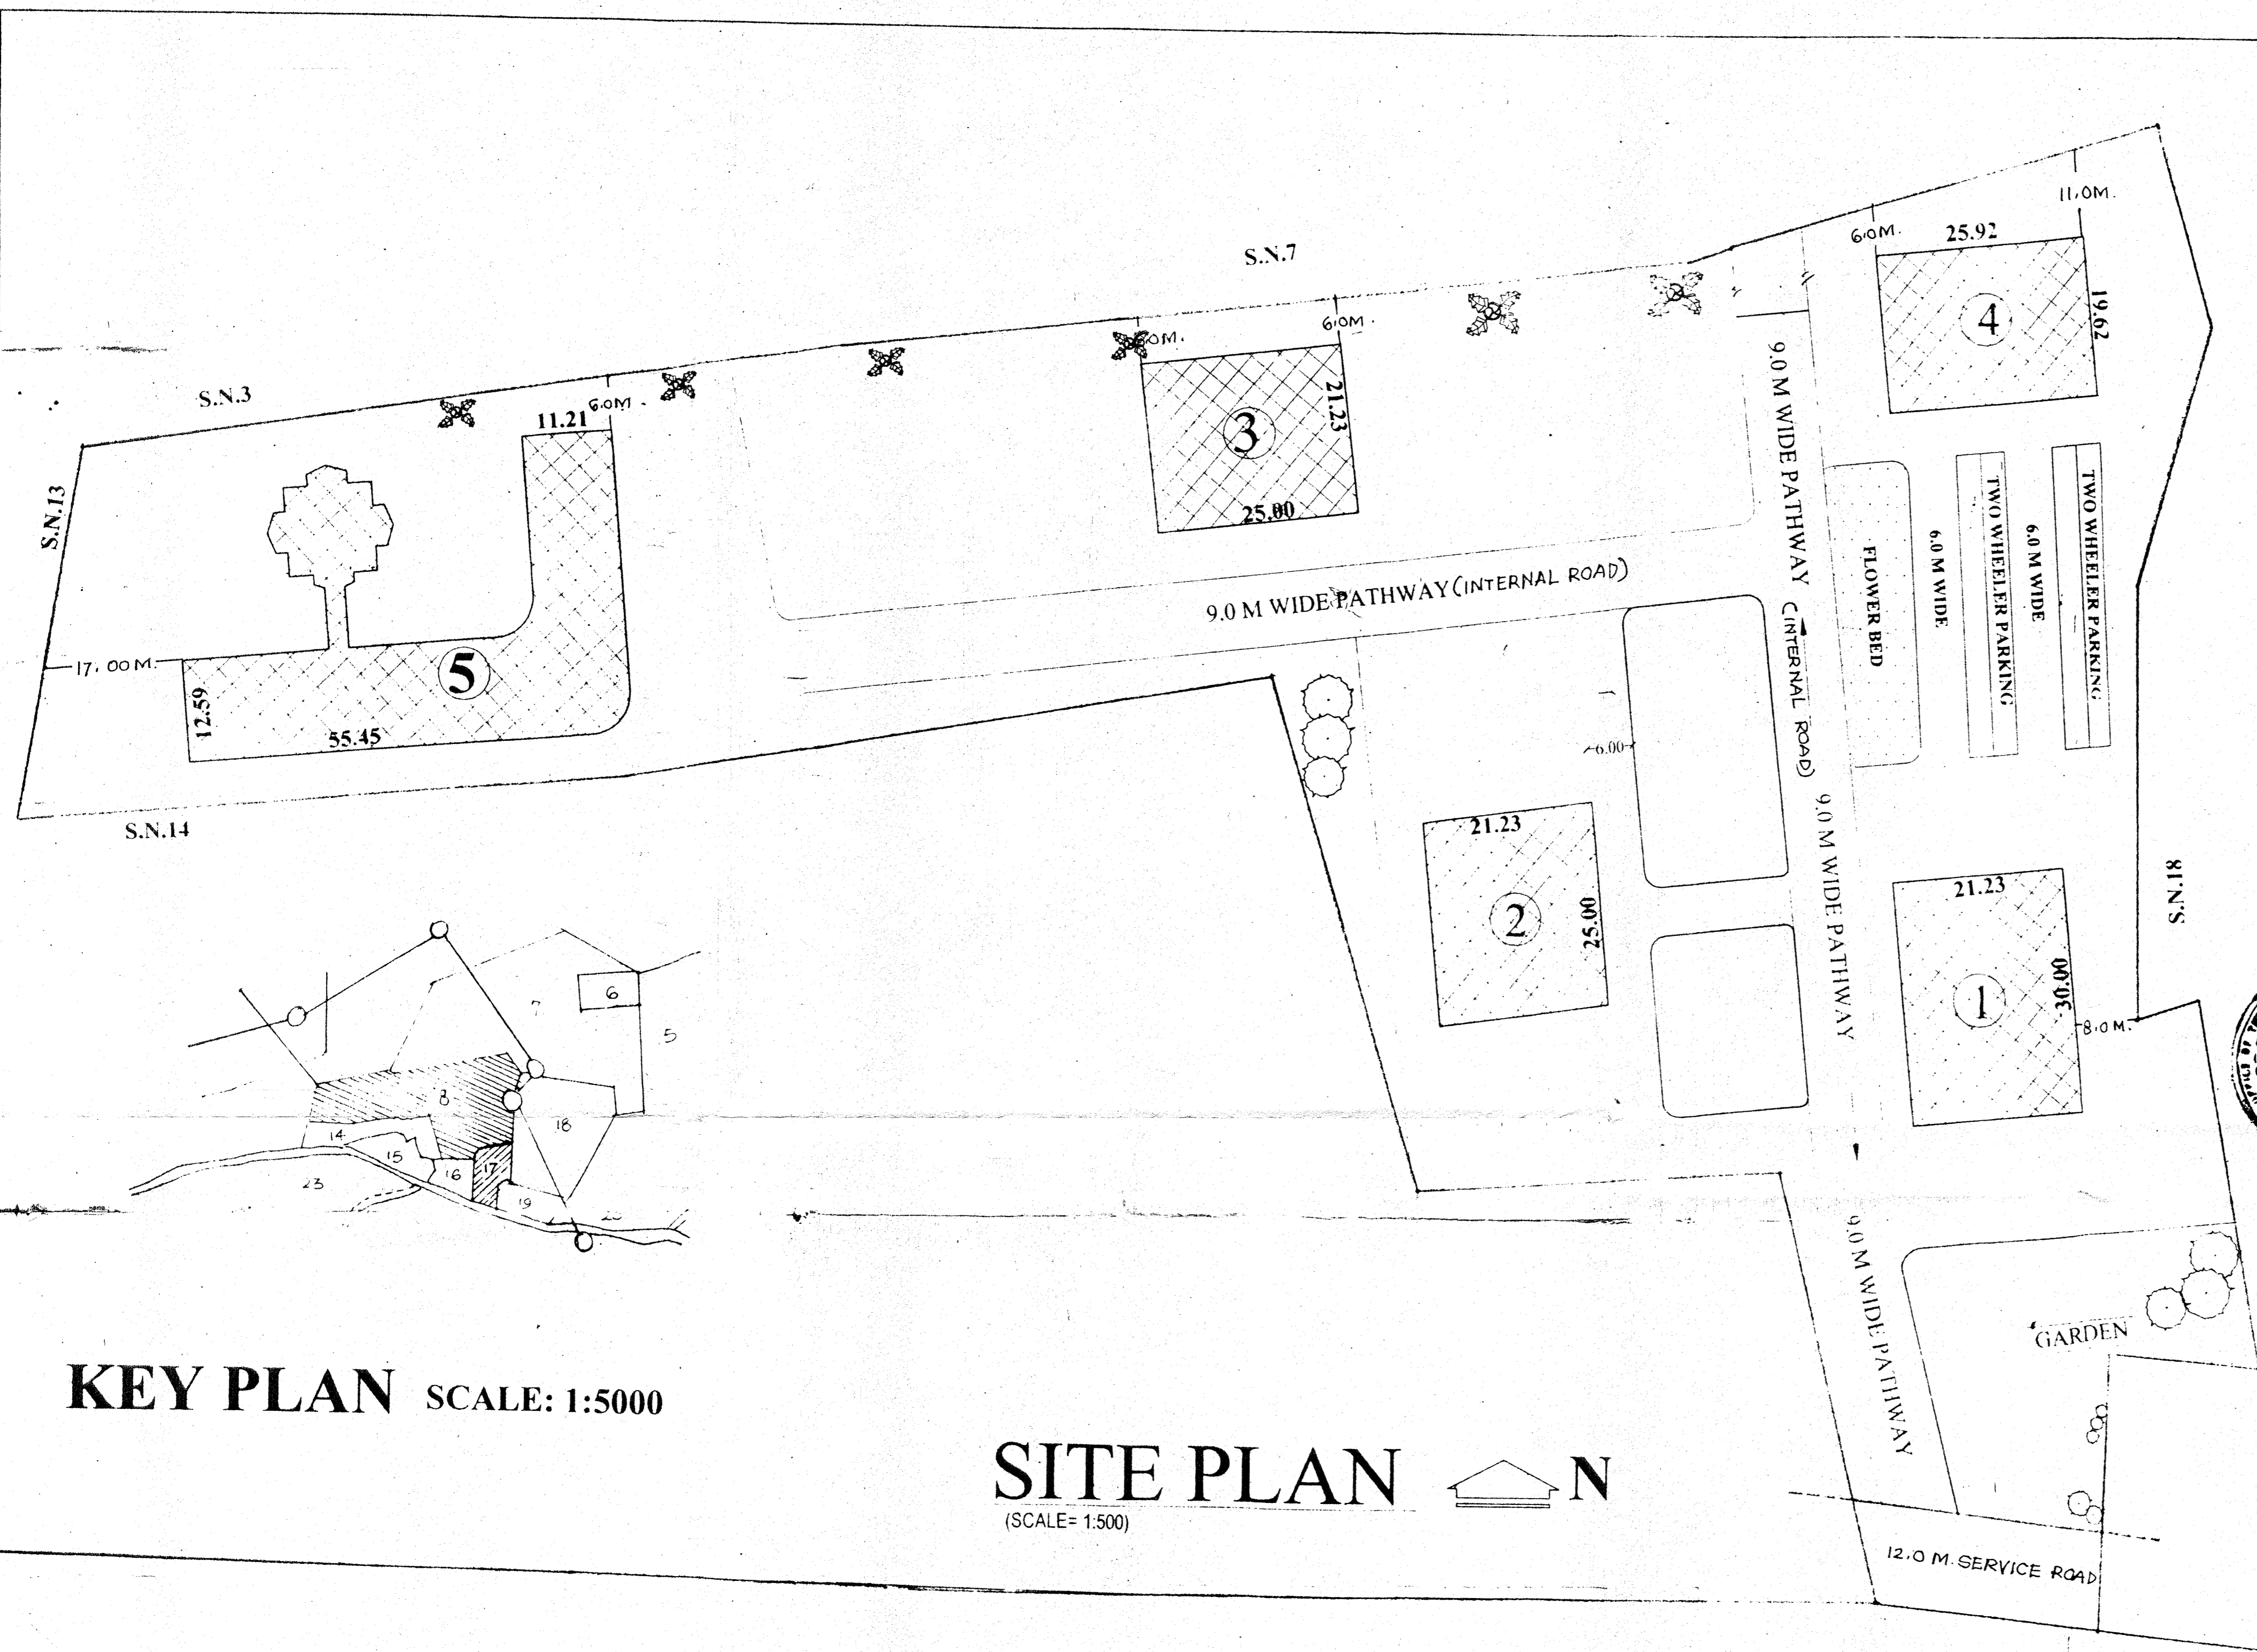 S.N.7
11.0M.
6.0M.
25.92
4
19.62
6.0M.
0M.
3
21.23
25.00
S.N.3
6.0M.
11.21
S.N.13
17.00M.
12.59
5
55.45
S.N.14
9.0 M WIDE PATHWAY (INTERNAL ROAD)
9.0 M WIDE PATHWAY (INTERNAL ROAD)
FLOWER BED
6.0 M WIDE
TWO WHEELER PARKING
6.0 M WIDE
TWO WHEELER PARKING
6.00
21.23
2
25.00
9.0 M WIDE PATHWAY
21.23
1
30.00
8.0M.
S.N.18
7
6
5
8
18
14
15
16
17
19
23
9.0 M WIDE PATHWAY
GARDEN
12.0 M. SERVICE ROAD
KEY PLAN SCALE: 1:5000
SITE PLAN N
(SCALE= 1:500)